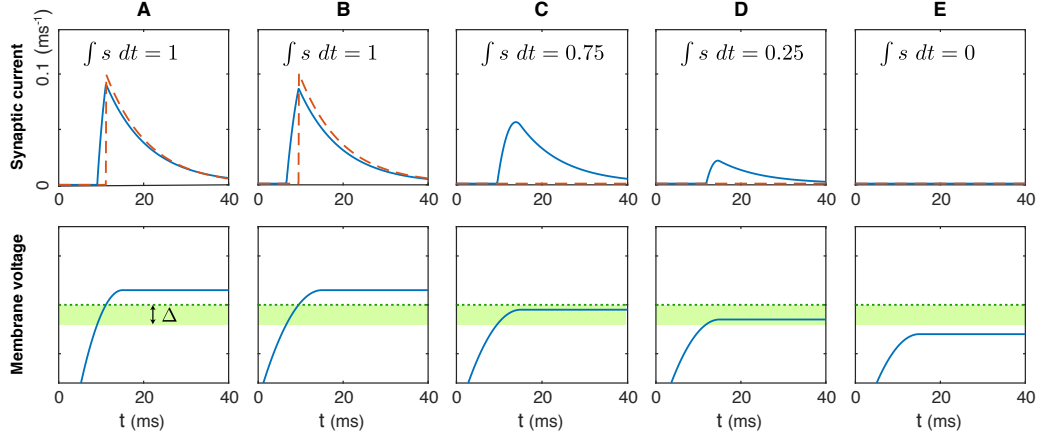 A B C D E
Synaptic current (ms⁻¹)
0.1
0
∫ s dt = 1
∫ s dt = 1
∫ s dt = 0.75
∫ s dt = 0.25
∫ s dt = 0
0 20 40 0 20 40 0 20 40 0 20 40 0 20 40
Membrane voltage
Δ
0 20 40 0 20 40 0 20 40 0 20 40 0 20 40
t (ms) t (ms) t (ms) t (ms) t (ms)